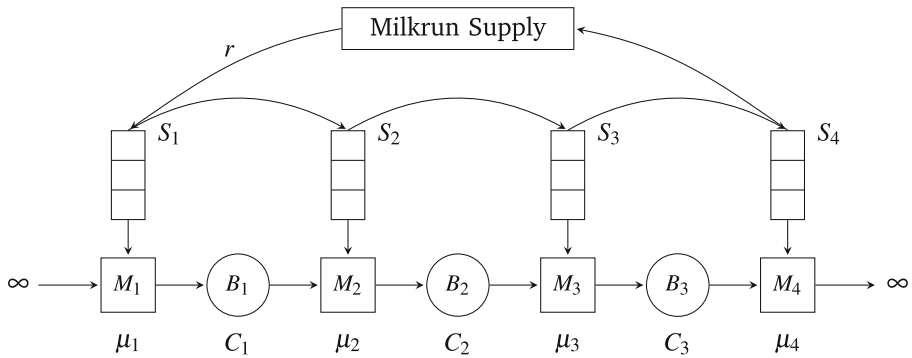 Milkrun Supply
r
S₁ S₂ S₃ S₄
∞ M₁ B₁ M₂ B₂ M₃ B₃ M₄ ∞
μ₁ C₁ μ₂ C₂ μ₃ C₃ μ₄